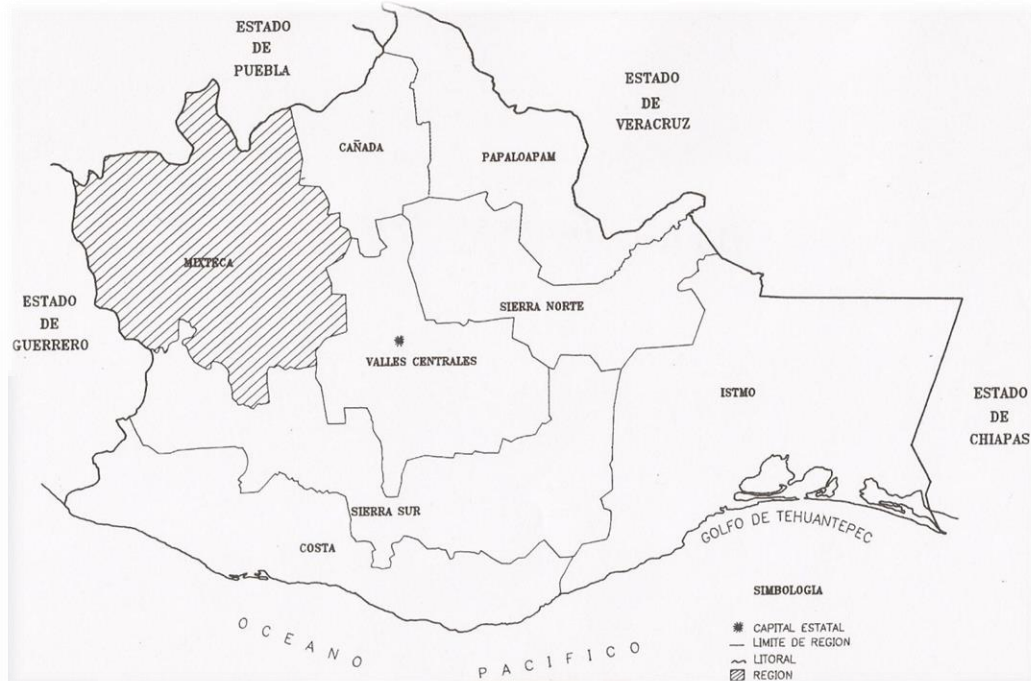 ESTADO
DE
PUEBLA
ESTADO
DE
VERACRUZ
CAÑADA
PAPALOAPAM
MIXTECA
ESTADO
DE
GUERRERO
SIERRA NORTE
VALLES CENTRALES
ISTMO
ESTADO
DE
CHIAPAS
SIERRA SUR
COSTA
GOLFO DE TEHUANTEPEC
OCEANO PACIFICO
SIMBOLOGIA
CAPITAL ESTATAL
LIMITE DE REGION
LITORAL
REGION